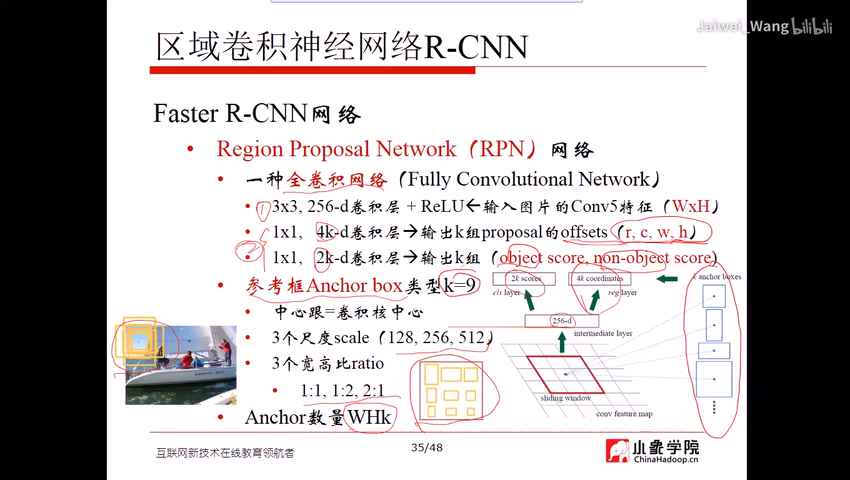 Jaiwei_Wang bilibili
区域卷积神经网络R-CNN
Faster R-CNN网络
• Region Proposal Network（RPN）网络
• 一种全卷积网络（Fully Convolutional Network）
• 3x3, 256-d卷积层 + ReLU←输入图片的Conv5特征（WxH）
• 1x1, 4k-d卷积层→输出k组proposal的offsets（r, c, w, h）
• 1x1, 2k-d卷积层→输出k组（object score, non-object score）
• 参考框Anchor box类型k=9
• 中心跟=卷积核中心
• 3个尺度scale（128, 256, 512）
• 3个宽高比ratio
• 1:1, 1:2, 2:1
• Anchor数量WHk
2k scores
4k coordinates
k anchor boxes
cls layer
reg layer
256-d
intermediate layer
sliding window
conv feature map
互联网新技术在线教育领航者
35/48
小象学院
ChinaHadoop.cn